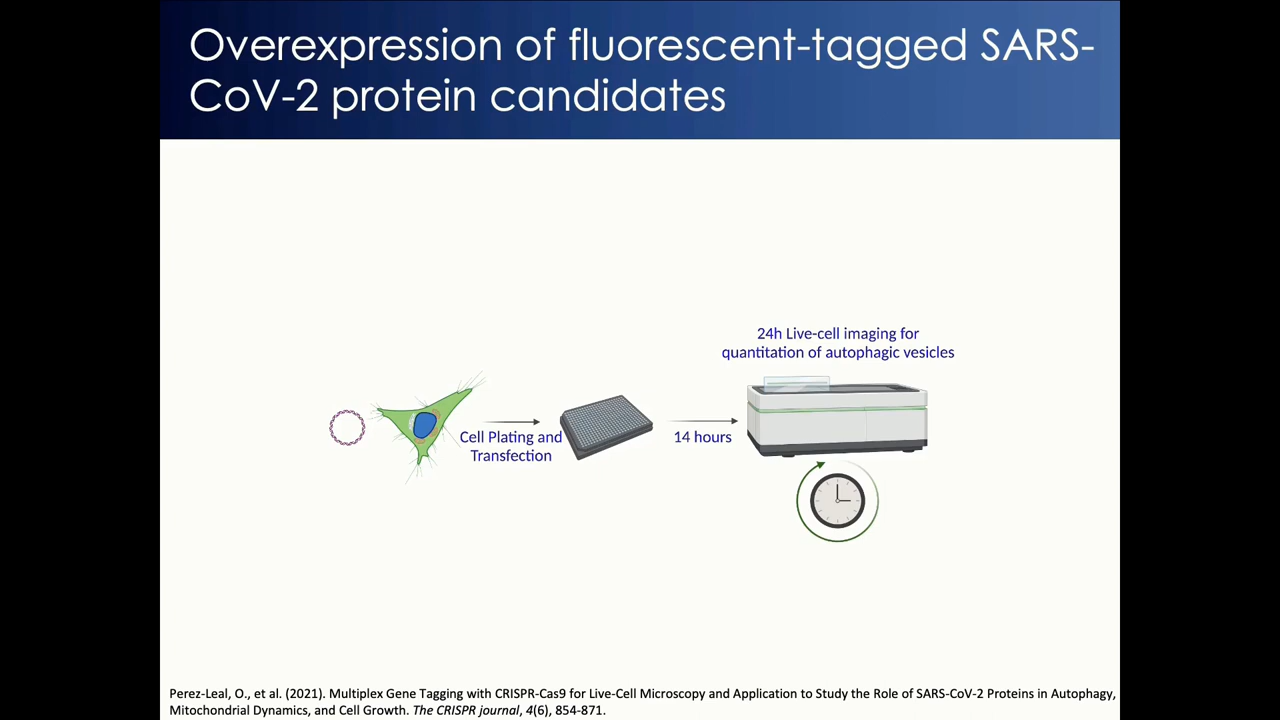 Overexpression of fluorescent-tagged SARS-
CoV-2 protein candidates
24h Live-cell imaging for
quantitation of autophagic vesicles
Cell Plating and
Transfection
14 hours
Perez-Leal, O., et al. (2021). Multiplex Gene Tagging with CRISPR-Cas9 for Live-Cell Microscopy and Application to Study the Role of SARS-CoV-2 Proteins in Autophagy,
Mitochondrial Dynamics, and Cell Growth. The CRISPR journal, 4(6), 854-871.